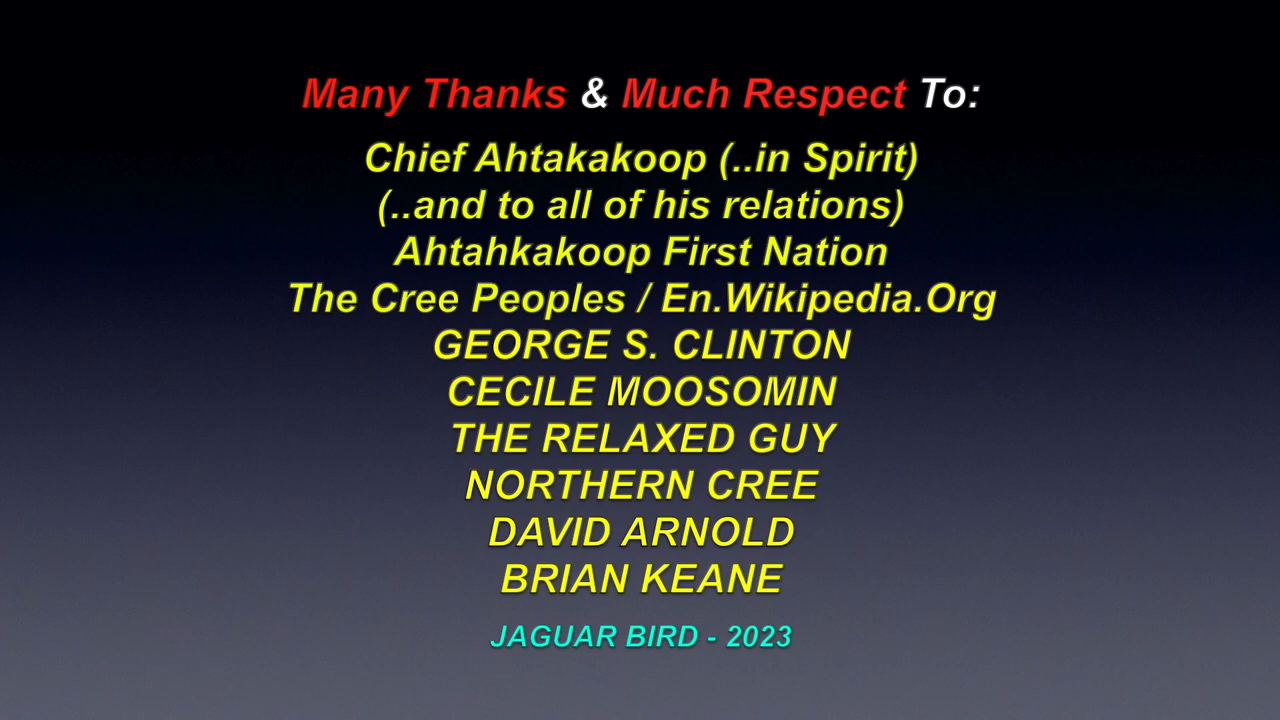 Many Thanks & Much Respect To:
Chief Ahtakakoop (..in Spirit)
(..and to all of his relations)
Ahtahkakoop First Nation
The Cree Peoples / En.Wikipedia.Org
GEORGE S. CLINTON
CECILE MOOSOMIN
THE RELAXED GUY
NORTHERN CREE
DAVID ARNOLD
BRIAN KEANE
JAGUAR BIRD - 2023